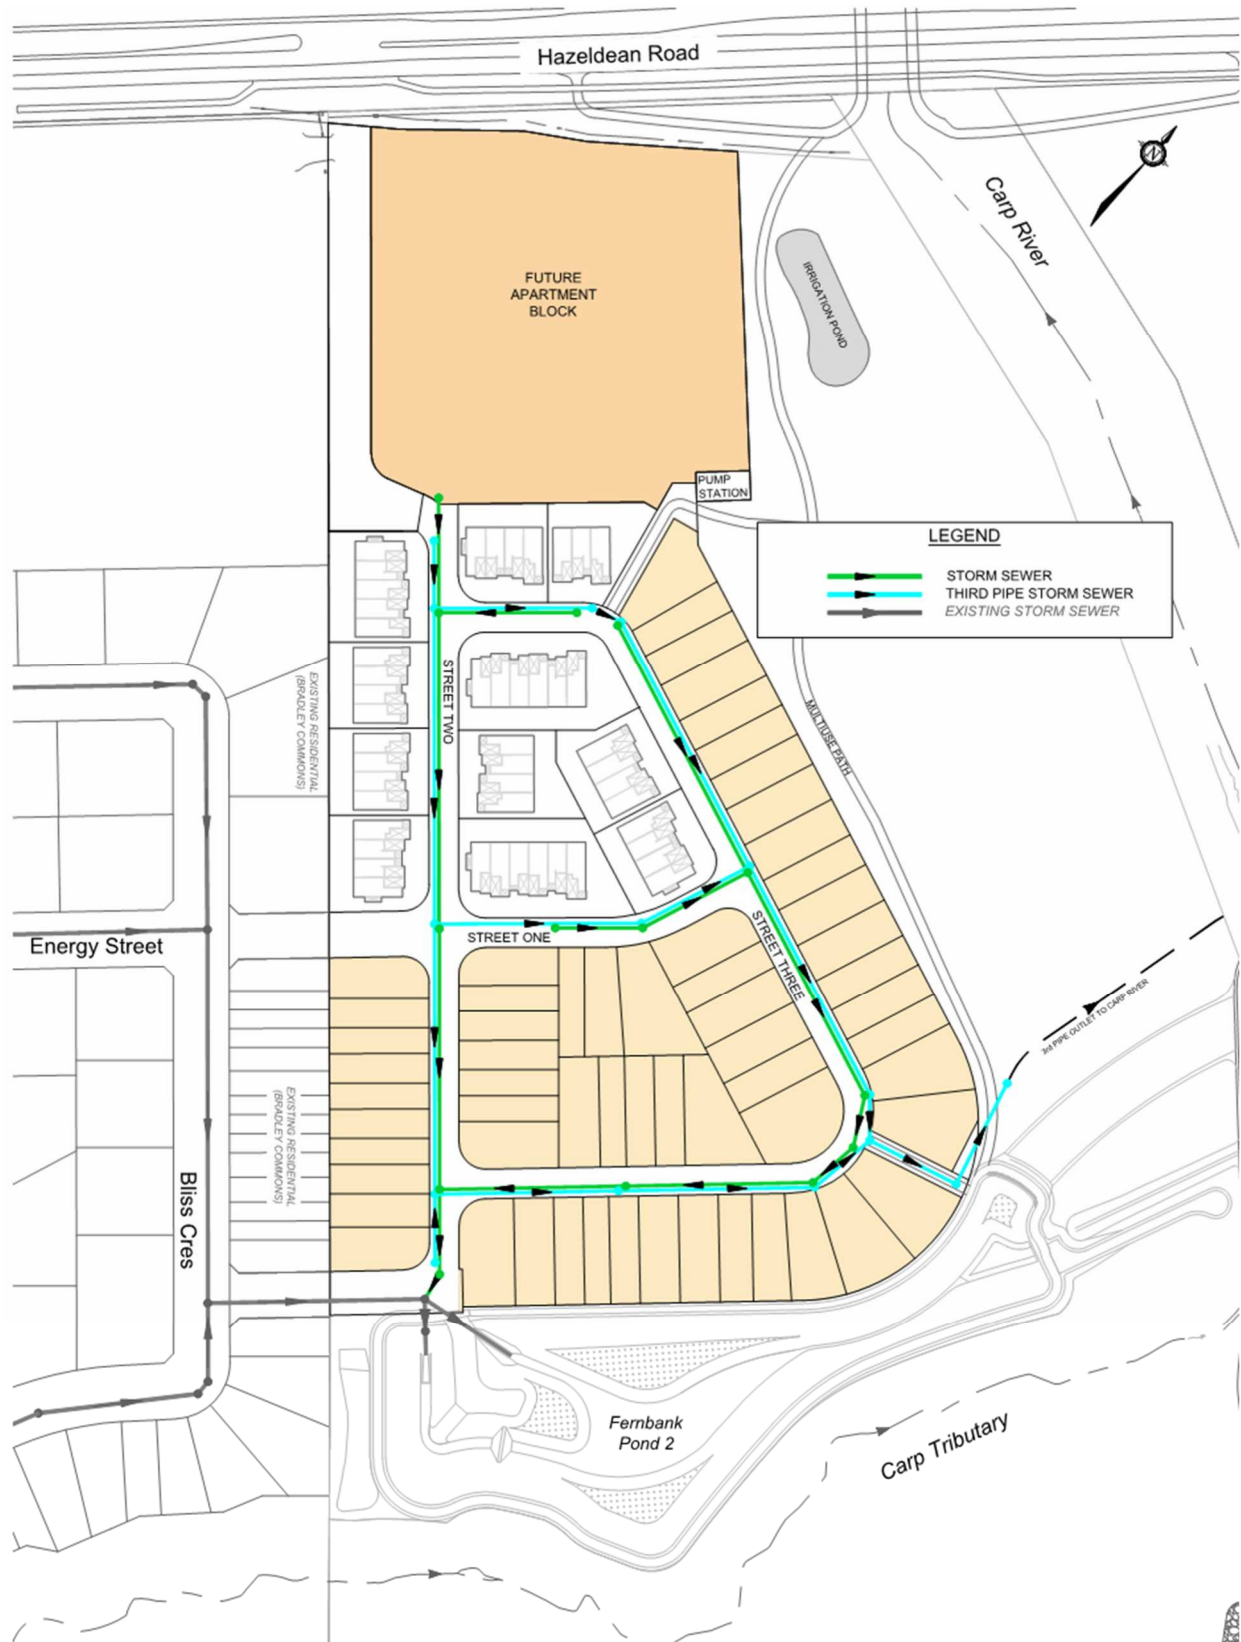 Hazeldean Road
N
Carp River
FUTURE
APARTMENT
BLOCK
IRRIGATION POND
PUMP
STATION
LEGEND
STORM SEWER
THIRD PIPE STORM SEWER
EXISTING STORM SEWER
STREET TWO
EXISTING RESIDENTIAL
(BRADLEY COMMONS)
MULTIUSE PATH
Energy Street
STREET ONE
STREET THREE
3rd PIPE OUTLET TO CARP RIVER
EXISTING RESIDENTIAL
(BRADLEY COMMONS)
Bliss Cres
Fernbank
Pond 2
Carp Tributary